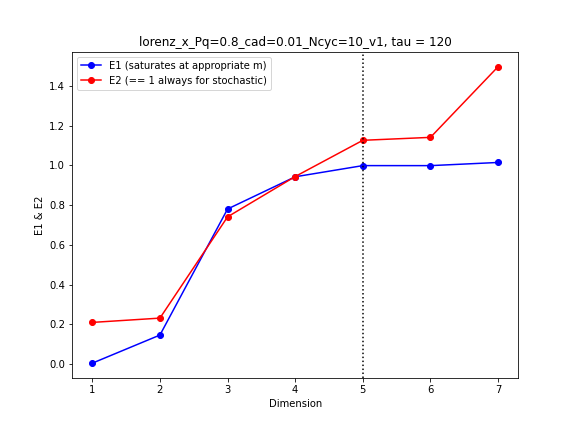 lorenz_x_Pq=0.8_cad=0.01_Ncyc=10_v1, tau = 120
E1 (saturates at appropriate m)
E2 (== 1 always for stochastic)
E1 & E2
1.4
1.2
1.0
0.8
0.6
0.4
0.2
0.0
1 2 3 4 5 6 7
Dimension